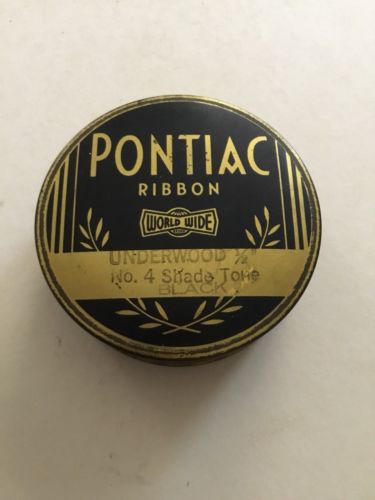 PONTIAC
RIBBON
WORLD WIDE
UNDERWOOD ½"
No. 4 Shade Tone
BLACK